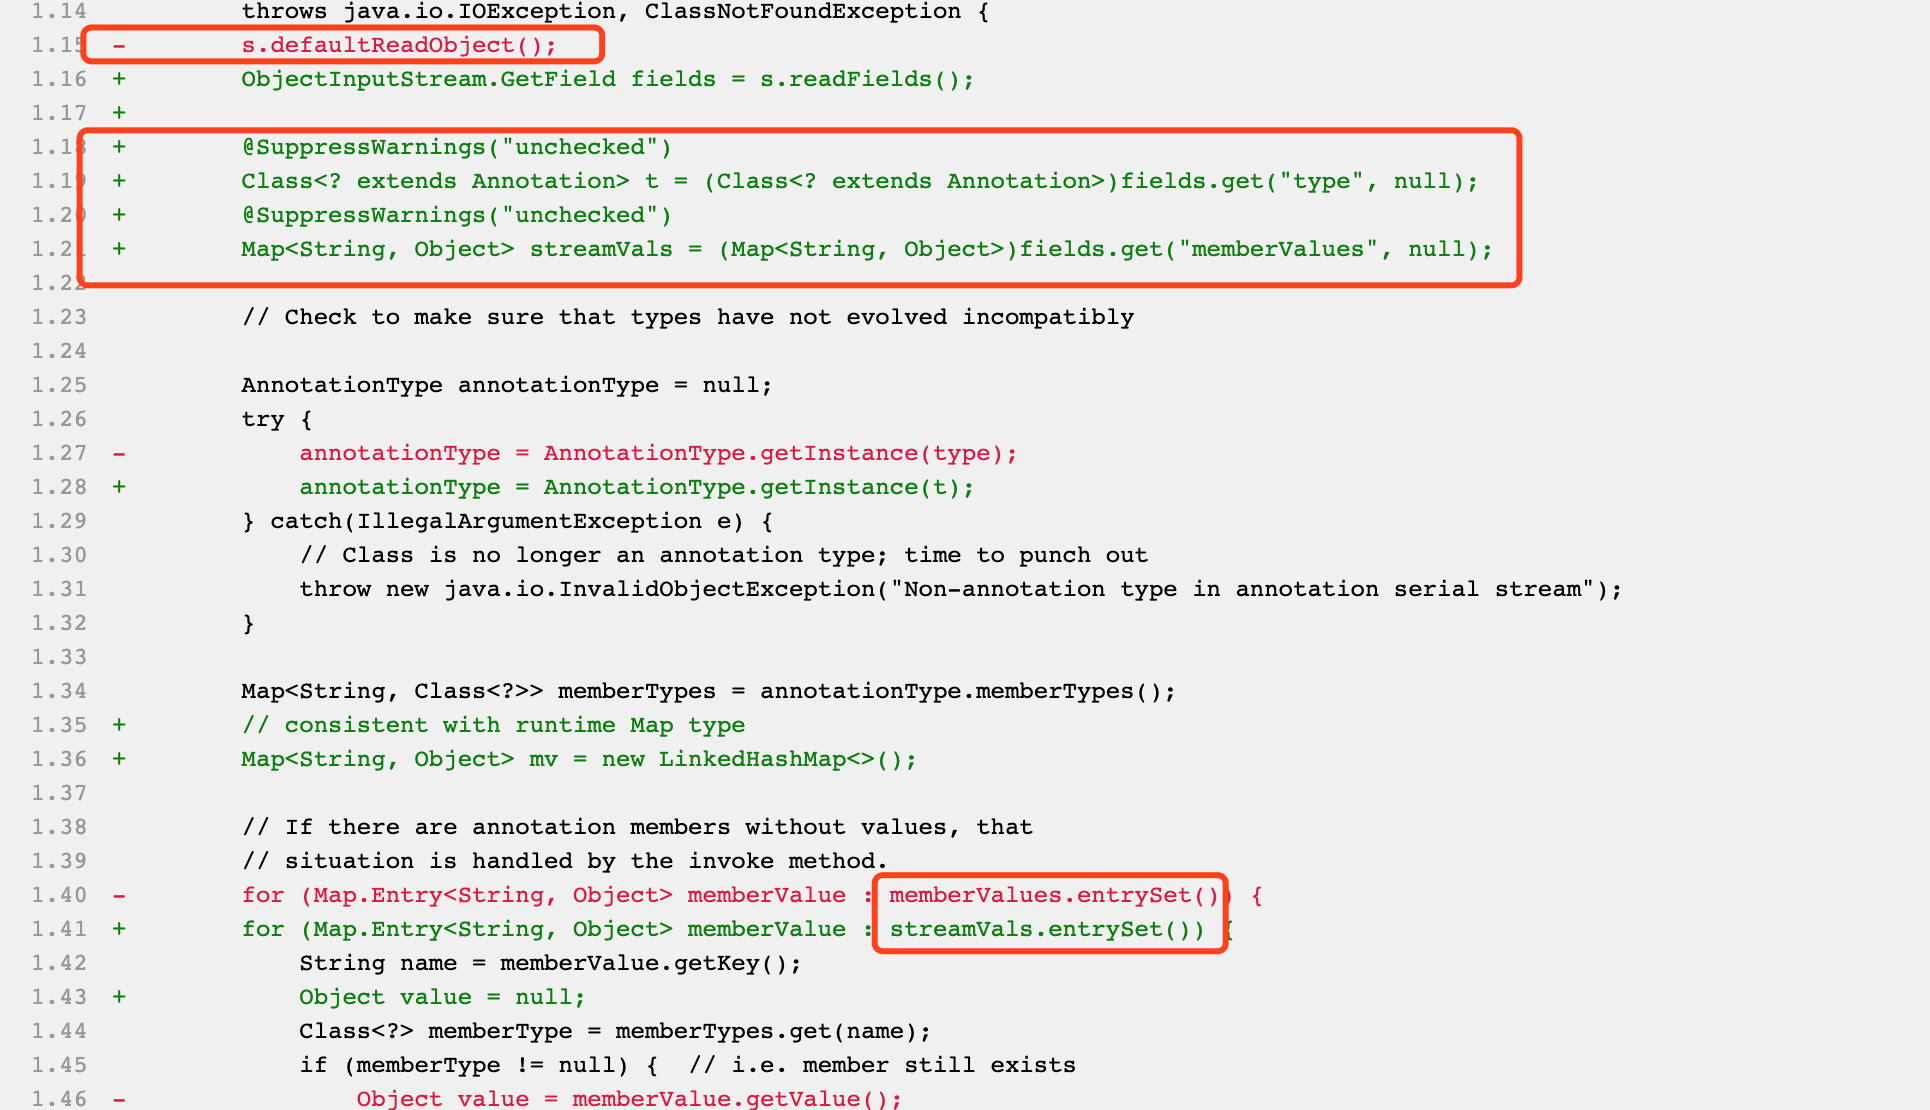 1.14         throws java.io.IOException, ClassNotFoundException {
1.15 -        s.defaultReadObject();
1.16 +        ObjectInputStream.GetField fields = s.readFields();
1.17 +
1.18 +        @SuppressWarnings("unchecked")
1.19 +        Class<? extends Annotation> t = (Class<? extends Annotation>)fields.get("type", null);
1.20 +        @SuppressWarnings("unchecked")
1.21 +        Map<String, Object> streamVals = (Map<String, Object>)fields.get("memberValues", null);
1.22
1.23         // Check to make sure that types have not evolved incompatibly
1.24
1.25         AnnotationType annotationType = null;
1.26         try {
1.27 -            annotationType = AnnotationType.getInstance(type);
1.28 +            annotationType = AnnotationType.getInstance(t);
1.29         } catch(IllegalArgumentException e) {
1.30             // Class is no longer an annotation type; time to punch out
1.31             throw new java.io.InvalidObjectException("Non-annotation type in annotation serial stream");
1.32         }
1.33
1.34         Map<String, Class<?>> memberTypes = annotationType.memberTypes();
1.35 +        // consistent with runtime Map type
1.36 +        Map<String, Object> mv = new LinkedHashMap<>();
1.37
1.38         // If there are annotation members without values, that
1.39         // situation is handled by the invoke method.
1.40 -        for (Map.Entry<String, Object> memberValue : memberValues.entrySet()) {
1.41 +        for (Map.Entry<String, Object> memberValue : streamVals.entrySet()) {
1.42             String name = memberValue.getKey();
1.43 +            Object value = null;
1.44             Class<?> memberType = memberTypes.get(name);
1.45             if (memberType != null) {  // i.e. member still exists
1.46 -                Object value = memberValue.getValue();